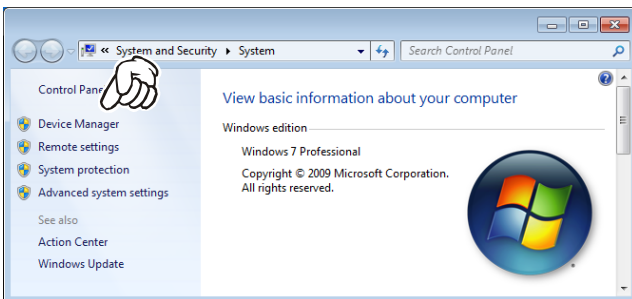 « System and Security ▸ System
Search Control Panel
Control Pane
Device Manager
Remote settings
System protection
Advanced system settings
See also
Action Center
Windows Update
View basic information about your computer
Windows edition
Windows 7 Professional
Copyright © 2009 Microsoft Corporation.
All rights reserved.